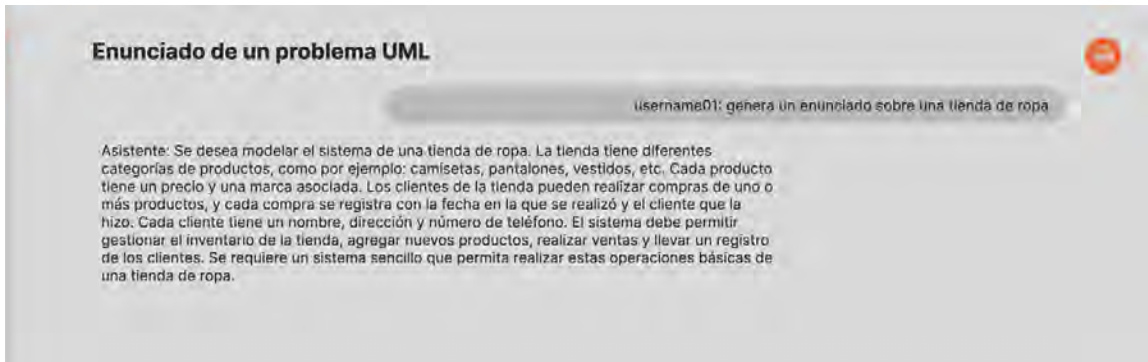 Enunciado de un problema UML
username01: genera un enunciado sobre una tienda de ropa
Asistente: Se desea modelar el sistema de una tienda de ropa. La tienda tiene diferentes
categorías de productos, como por ejemplo: camisetas, pantalones, vestidos, etc. Cada producto
tiene un precio y una marca asociada. Los clientes de la tienda pueden realizar compras de uno o
más productos, y cada compra se registra con la fecha en la que se realizó y el cliente que la
hizo. Cada cliente tiene un nombre, dirección y número de teléfono. El sistema debe permitir
gestionar el inventario de la tienda, agregar nuevos productos, realizar ventas y llevar un registro
de los clientes. Se requiere un sistema sencillo que permita realizar estas operaciones básicas de
una tienda de ropa.